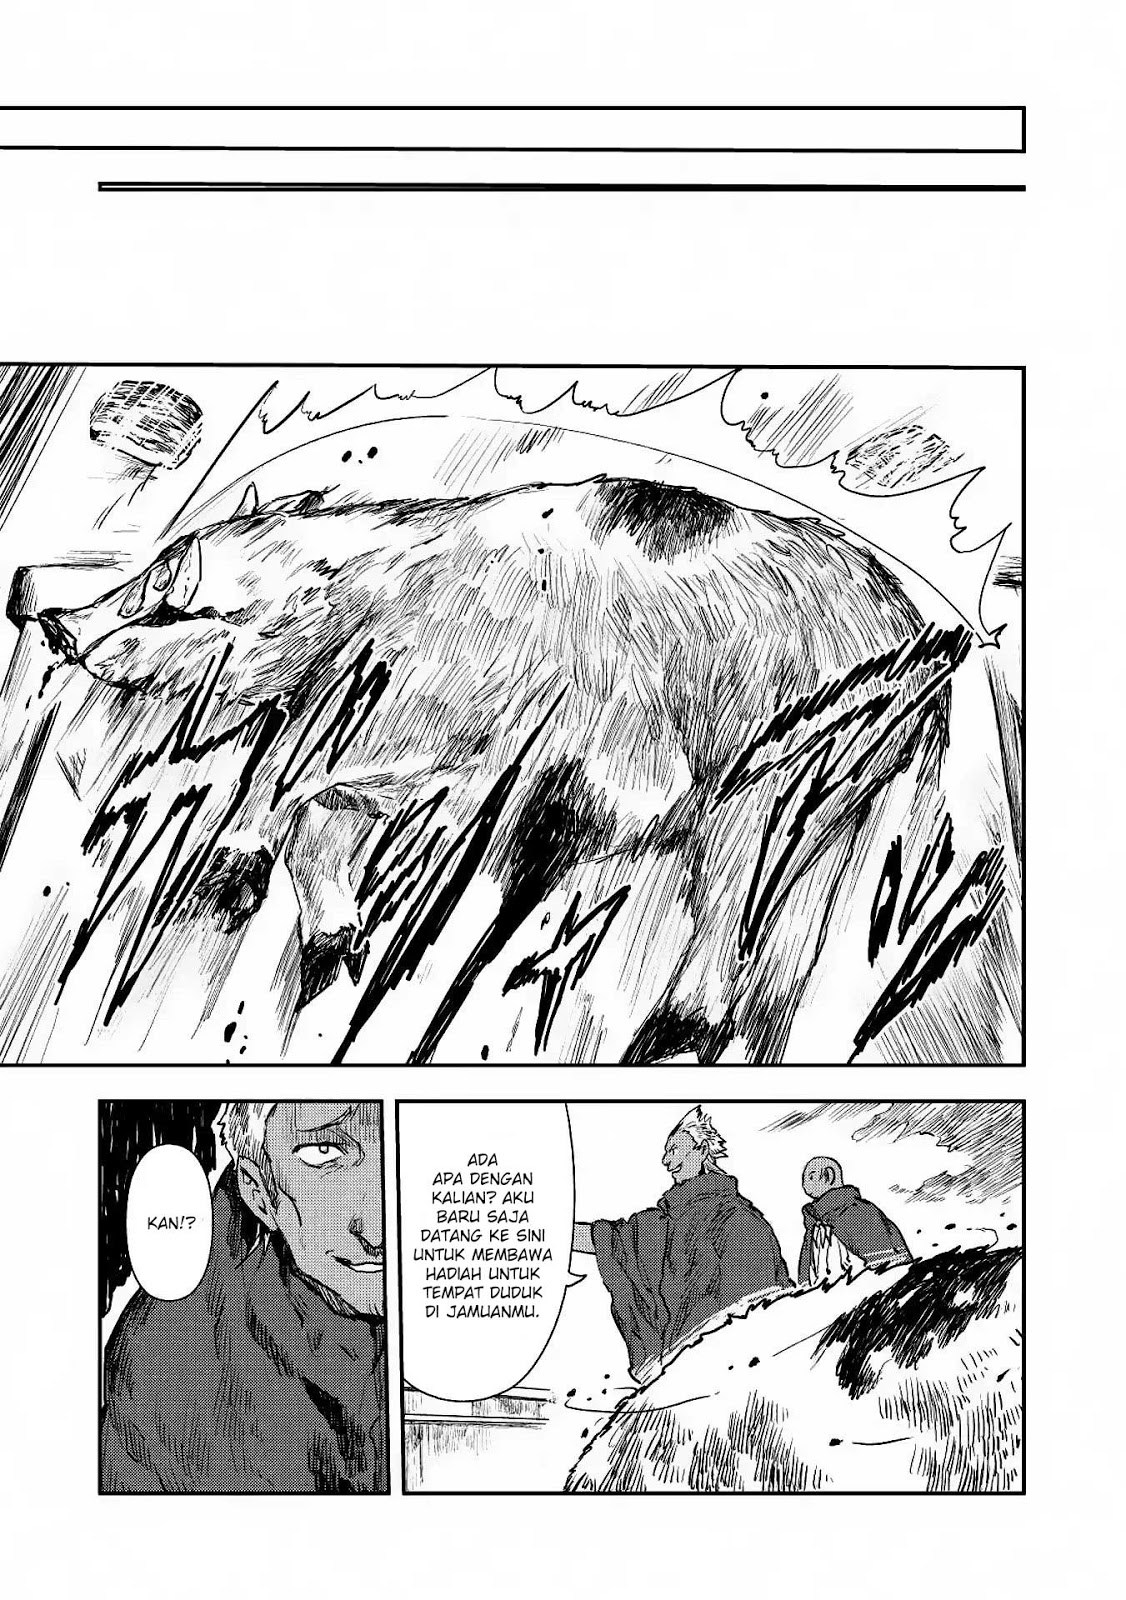 ADA
APA DENGAN
KALIAN? AKU
BARU SAJA
DATANG KE SINI
UNTUK MEMBAWA
HADIAH UNTUK
TEMPAT DUDUK
DI JAMUANMU.
KAN!?